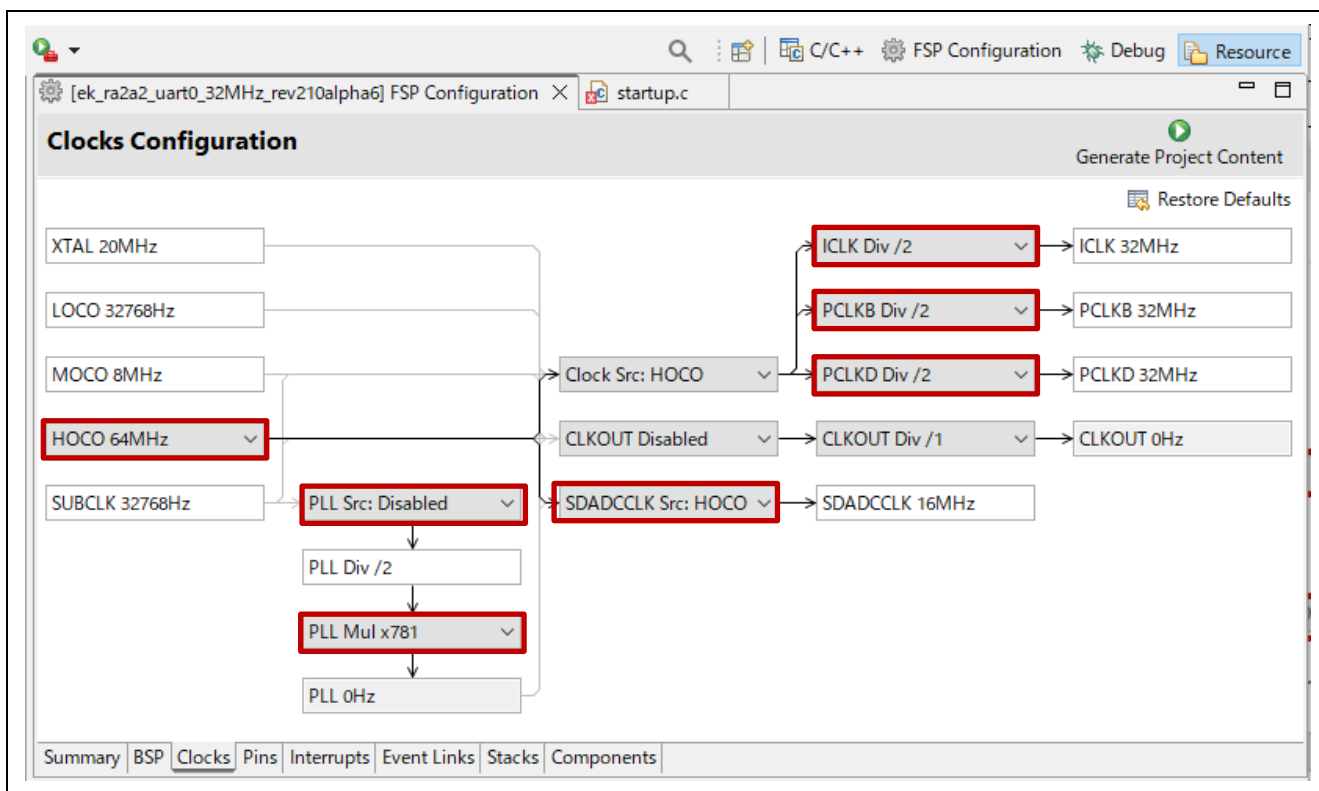 C/C++ FSP Configuration Debug Resource
[ek_ra2a2_uart0_32MHz_rev210alpha6] FSP Configuration startup.c
Clocks Configuration
Generate Project Content
Restore Defaults
XTAL 20MHz ICLK Div /2 ICLK 32MHz
LOCO 32768Hz PCLKB Div /2 PCLKB 32MHz
MOCO 8MHz Clock Src: HOCO PCLKD Div /2 PCLKD 32MHz
HOCO 64MHz CLKOUT Disabled CLKOUT Div /1 CLKOUT 0Hz
SUBCLK 32768Hz PLL Src: Disabled SDADCCLK Src: HOCO SDADCCLK 16MHz
PLL Div /2
PLL Mul x781
PLL 0Hz
Summary BSP Clocks Pins Interrupts Event Links Stacks Components